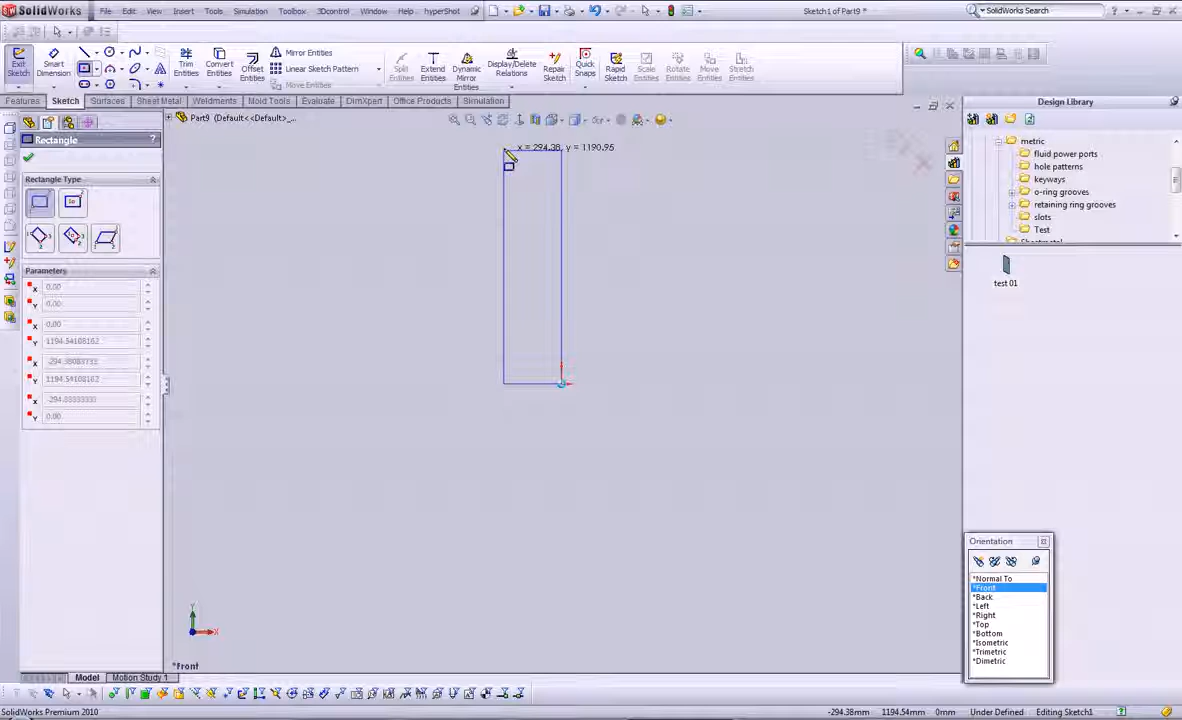 SolidWorks
File Edit View Insert Tools Simulation Toolbox 3Dcontrol Window Help hyperShot
Sketch1 of Part9 *
SolidWorks Search
Exit Sketch
Smart Dimension
Trim Entities
Convert Entities
Offset Entities
Mirror Entities
Linear Sketch Pattern
Move Entities
Split Entities
Extend Entities
Dynamic Mirror Entities
Display/Delete Relations
Repair Sketch
Quick Snaps
Rapid Sketch
Scale Entities
Rotate Entities
Move Entities
Stretch Entities
Features Sketch Surfaces Sheet Metal Weldments Mold Tools Evaluate DimXpert Office Products Simulation
Part9 (Default<<Default>_...
Design Library
Rectangle ?
Rectangle Type
Parameters
X 0.00
Y 0.00
X 0.00
Y 1194.54108162
Y 1194.54108162
Y 0.00
x = 294.38, y = 1190.95
metric
fluid power ports
hole patterns
keyways
o-ring grooves
retaining ring grooves
slots
Test
Sheetmetal
test 01
Orientation
*Normal To
*Front
*Back
*Left
*Right
*Top
*Bottom
*Isometric
*Trimetric
*Dimetric
Y
X
*Front
Model Motion Study 1
SolidWorks Premium 2010
-294.38mm 1194.54mm 0mm Under Defined Editing Sketch1